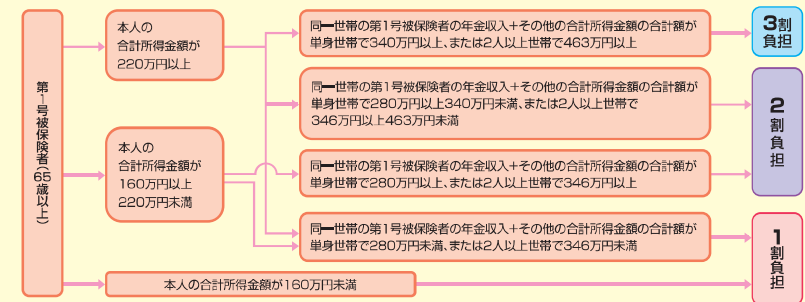 第1号被保険者(65歳以上)
本人の
合計所得金額が
220万円以上
同一世帯の第1号被保険者の年金収入+その他の合計所得金額の合計額が
単身世帯で340万円以上、または2人以上世帯で463万円以上
3割
負担
同一世帯の第1号被保険者の年金収入+その他の合計所得金額の合計額が
単身世帯で280万円以上340万円未満、または2人以上世帯で
346万円以上463万円未満
2割負担
本人の
合計所得金額が
160万円以上
220万円未満
同一世帯の第1号被保険者の年金収入+その他の合計所得金額の合計額が
単身世帯で280万円以上、または2人以上世帯で346万円以上
同一世帯の第1号被保険者の年金収入+その他の合計所得金額の合計額が
単身世帯で280万円未満、または2人以上世帯で346万円未満
1割負担
本人の合計所得金額が160万円未満